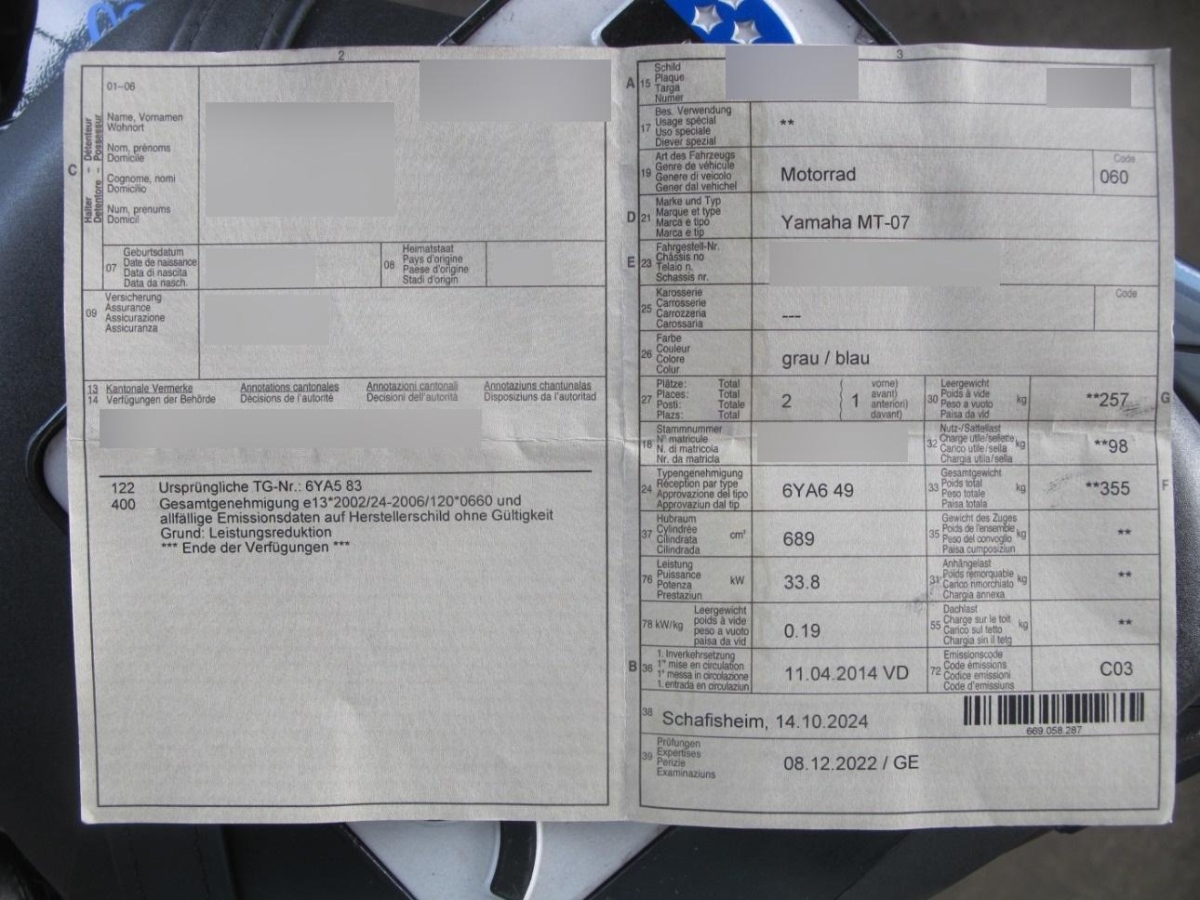 2
01–06
C
Halter – Détenteur
Detentore – Possessur
Name, Vornamen
Wohnort
Nom, prénoms
Domicile
Cognome, nomi
Domicilio
Num, prenums
Domicil
07
Geburtsdatum
Date de naissance
Data di nascita
Data da nasch.
08
Heimatstaat
Pays d'origine
Paese d'origine
Stadi d'origin
09
Versicherung
Assurance
Assicurazione
Assicuranza
13 Kantonale Vermerke Annotations cantonales Annotazioni cantonali Annotaziuns chantunalas
14 Verfügungen der Behörde Décisions de l'autorité Decisioni dell'autorità Disposiziuns da l'autoritad
122 Ursprüngliche TG-Nr.: 6YA5 83
400 Gesamtgenehmigung e13*2002/24-2006/120*0660 und
allfällige Emissionsdaten auf Herstellerschild ohne Gültigkeit
Grund: Leistungsreduktion
*** Ende der Verfügungen ***
3
A 15
Schild
Plaque
Targa
Numer
17
Bes. Verwendung
Usage spécial
Uso speciale
Diever spezial
**
19
Art des Fahrzeugs
Genre de véhicule
Genere di veicolo
Gener dal vehichel
Motorrad
Code
060
D 21
Marke und Typ
Marque et type
Marca e tipo
Marca e tip
Yamaha MT-07
E 23
Fahrgestell-Nr.
Châssis no
Telaio n.
Schassis nr.
25
Karosserie
Carrosserie
Carrozzeria
Carossaria
---
Code
26
Farbe
Couleur
Colore
Colur
grau / blau
27
Plätze: Total
Places: Total
Posti: Totale
Plazs: Total
2 ( 1
vorne)
avant)
anteriori)
davant)
30
Leergewicht
Poids à vide
Peso a vuoto
Paisa da vid
kg
**257
G
18
Stammnummer
N° matricule
N. di matricola
Nr. da matricla
32
Nutz-/Sattellast
Charge utile/sellette
Carico utile/sella
Chargia utila/sella
kg
**98
24
Typengenehmigung
Réception par type
Approvazione del tipo
Approvaziun dal tip
6YA6 49
33
Gesamtgewicht
Poids total
Peso totale
Paisa totala
kg
**355
F
37
Hubraum
Cylindrée
Cilindrata
Cilindrada
cm³
689
35
Gewicht des Zuges
Poids de l'ensemble
Peso del convoglio
Paisa cumposiziun
kg
**
76
Leistung
Puissance
Potenza
Prestaziun
kW
33.8
31
Anhängelast
Poids remorquable
Carico rimorchiato
Chargia annexa
kg
**
78 kW/kg
Leergewicht
poids à vide
peso a vuoto
paisa da vid
0.19
55
Dachlast
Charge sur le toit
Carico sul tetto
Chargia sin il tetg
kg
**
B 36
1. Inverkehrsetzung
1re mise en circulation
1a messa in circolazione
1. entrada en circulaziun
11.04.2014 VD
72
Emissionscode
Code émissions
Codice emissioni
Code d'emissiuns
C03
38 Schafisheim, 14.10.2024
669 058 287
39
Prüfungen
Expertises
Perizie
Examinaziuns
08.12.2022 / GE